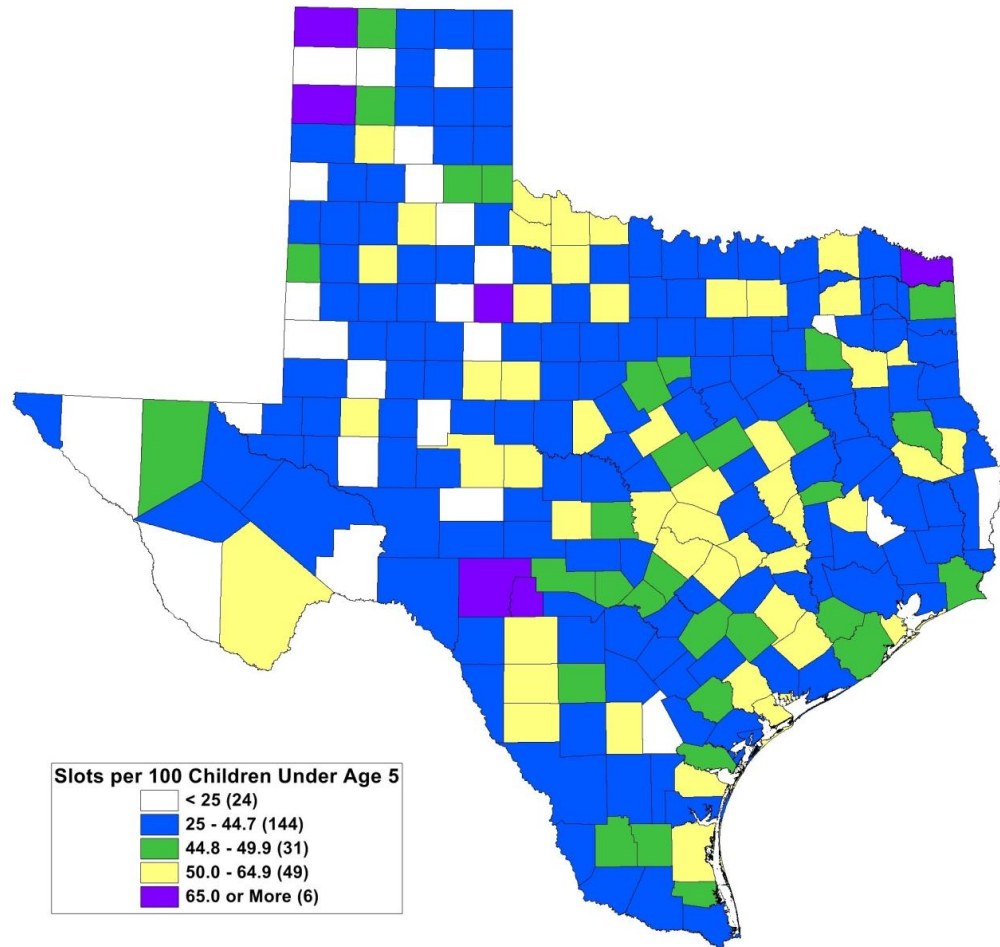 Slots per 100 Children Under Age 5
< 25 (24)
25 - 44.7 (144)
44.8 - 49.9 (31)
50.0 - 64.9 (49)
65.0 or More (6)